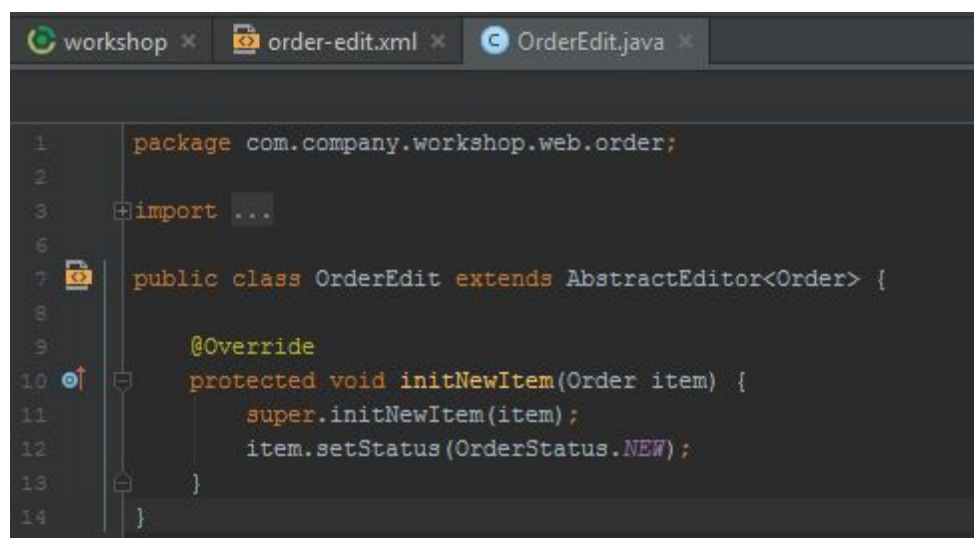 workshop order-edit.xml OrderEdit.java
1 package com.company.workshop.web.order;
2
3 import ...
6
7 public class OrderEdit extends AbstractEditor<Order> {
8
9 @Override
10 protected void initNewItem(Order item) {
11 super.initNewItem(item);
12 item.setStatus(OrderStatus.NEW);
13 }
14 }